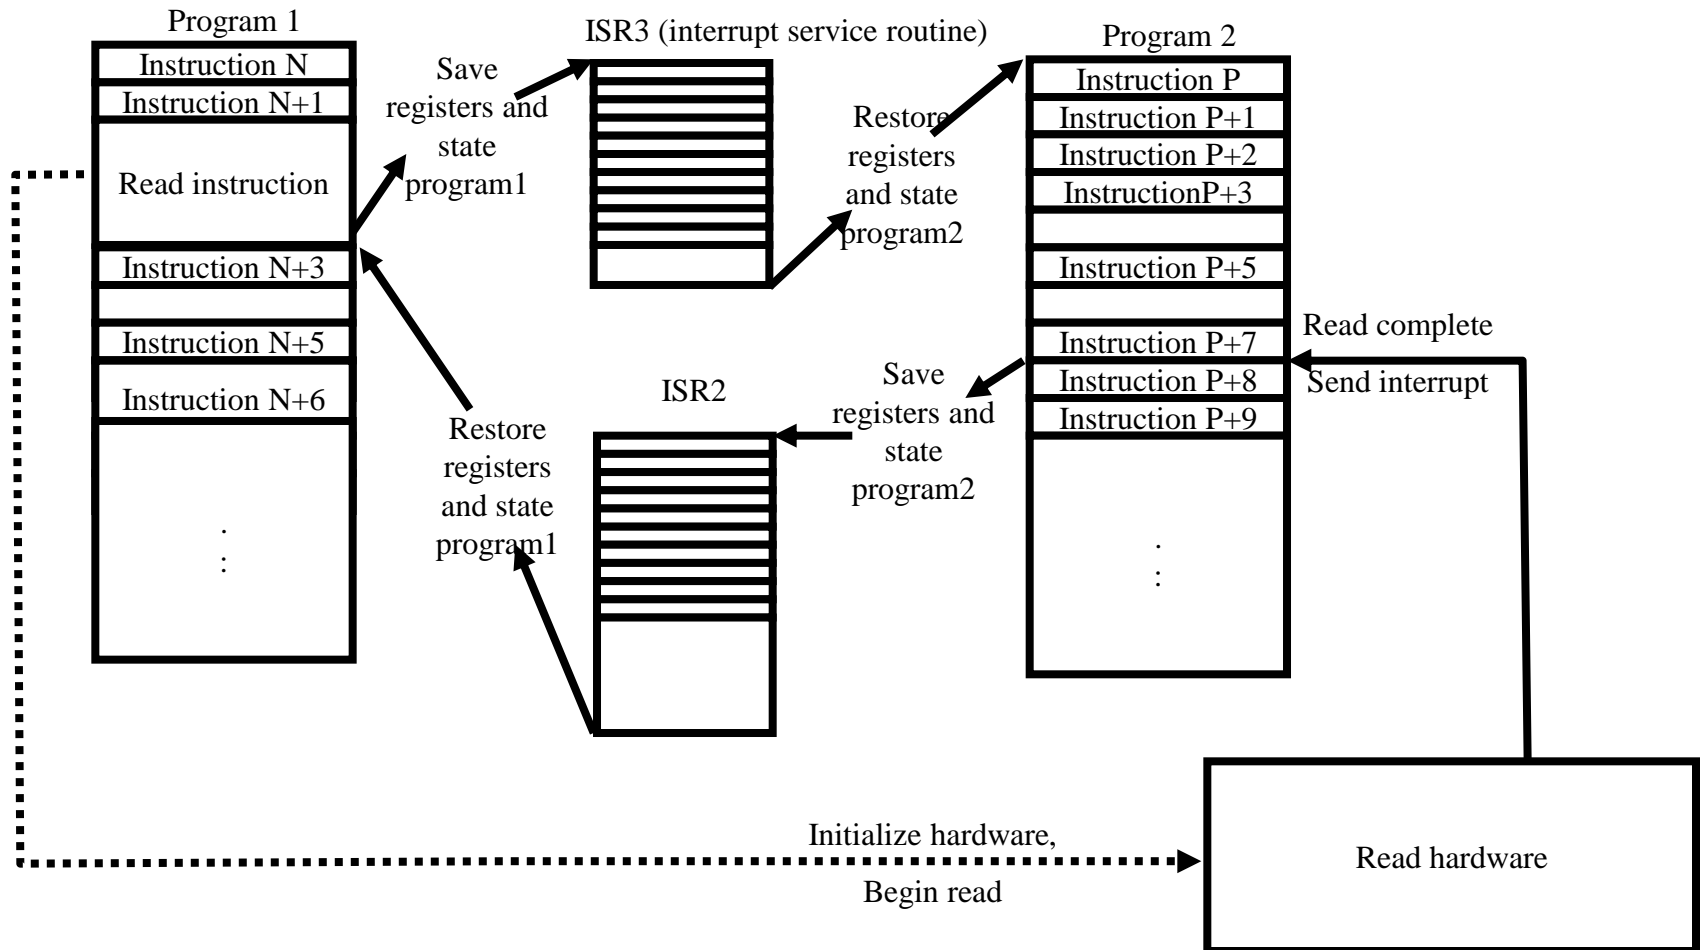 Program 1
Instruction N
Instruction N+1
Read instruction
Instruction N+3
Instruction N+5
Instruction N+6
.
.
.
Save
registers and
state
program1
ISR3 (interrupt service routine)
Restore
registers
and state
program2
Program 2
Instruction P
Instruction P+1
Instruction P+2
InstructionP+3
Instruction P+5
Instruction P+7
Instruction P+8
Instruction P+9
.
.
.
Read complete
Send interrupt
Save
registers and
state
program2
ISR2
Restore
registers
and state
program1
Initialize hardware,
Begin read
Read hardware